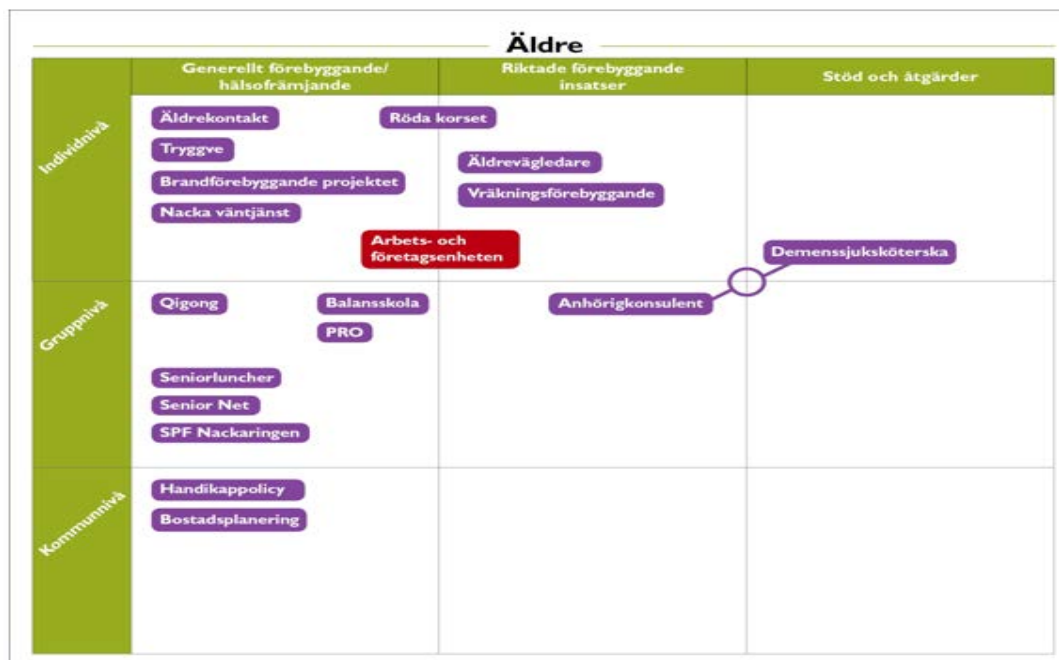 Äldre
Generellt förebyggande/
hälsofrämjande
Riktade förebyggande
insatser
Stöd och åtgärder
Individnivå
Äldrekontakt
Röda korset
Tryggve
Äldrevägledare
Brandförebyggande projektet
Vräkningsförebyggande
Nacka väntjänst
Arbets- och
företagsenheten
Demenssjuksköterska
Gruppnivå
Qigong
Balansskola
Anhörigkonsulent
PRO
Seniorluncher
Senior Net
SPF Nackaringen
Kommunnivå
Handikappolicy
Bostadsplanering